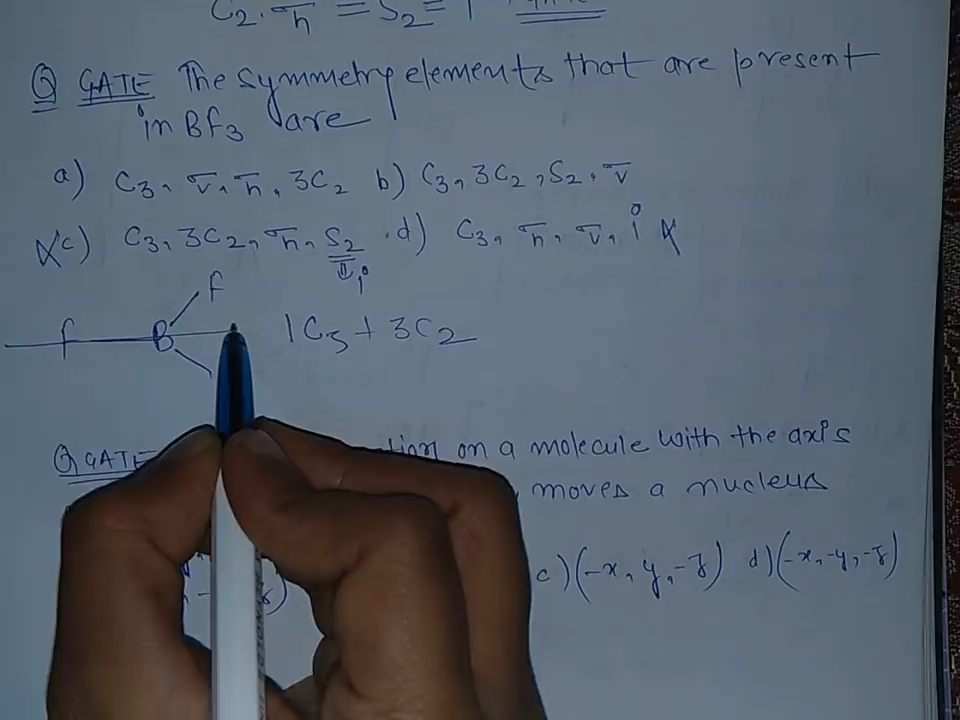 C2.σh = S2 = i
Q GATE The symmetry elements that are present
in BF3 are
a) C3, σv, σh, 3C2 b) C3, 3C2, S2, σv
X c) C3, 3C2, σh, S2 . d) C3, σh, σv, i X
⇓ i
F
F B 1C3 + 3C2
Q GATE on a molecule with the axis
moves a nucleus
c) (-x, y, -z) d) (-x, -y, -z)